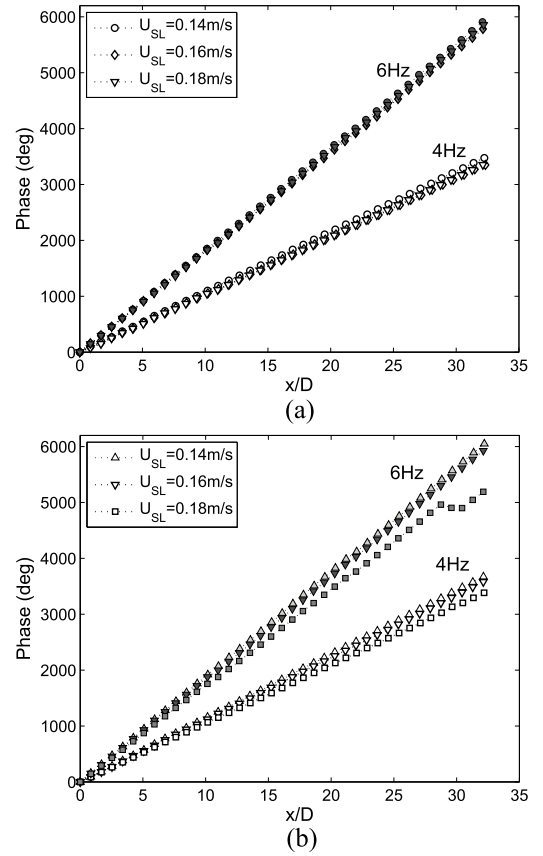 6000
5000
4000
3000
2000
1000
0
Phase (deg)
U_SL=0.14m/s
U_SL=0.16m/s
U_SL=0.18m/s
6Hz
4Hz
0 5 10 15 20 25 30 35
x/D
(a)
6000
5000
4000
3000
2000
1000
0
Phase (deg)
U_SL=0.14m/s
U_SL=0.16m/s
U_SL=0.18m/s
6Hz
4Hz
0 5 10 15 20 25 30 35
x/D
(b)